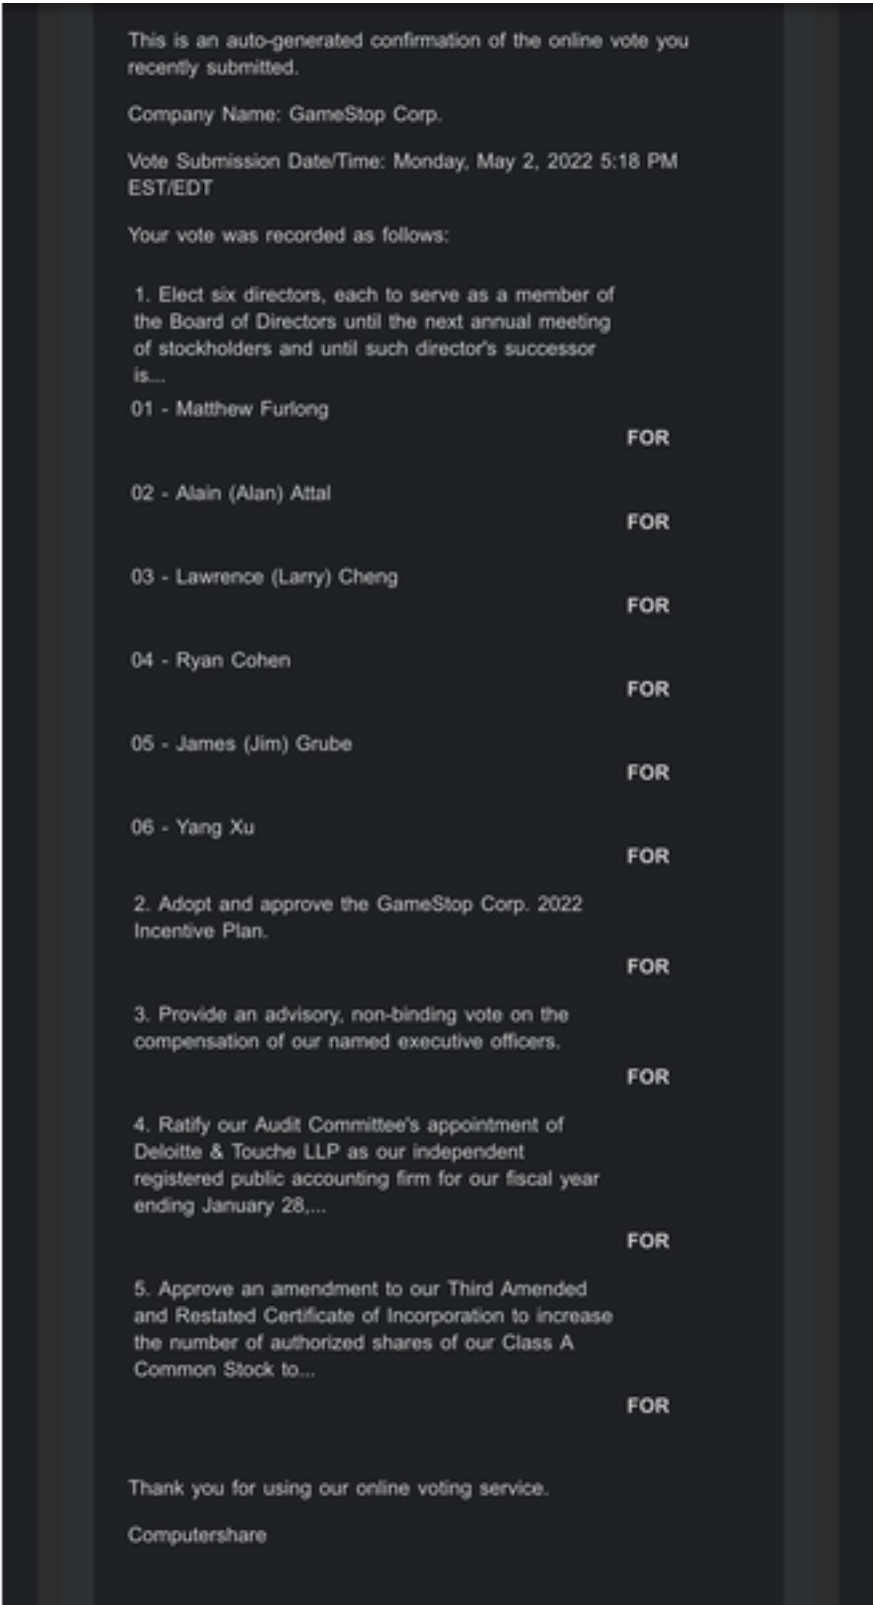 This is an auto-generated confirmation of the online vote you
recently submitted.
Company Name: GameStop Corp.
Vote Submission Date/Time: Monday, May 2, 2022 5:18 PM
EST/EDT
Your vote was recorded as follows:
1. Elect six directors, each to serve as a member of
the Board of Directors until the next annual meeting
of stockholders and until such director's successor
is...
01 - Matthew Furlong
FOR
02 - Alain (Alan) Attal
FOR
03 - Lawrence (Larry) Cheng
FOR
04 - Ryan Cohen
FOR
05 - James (Jim) Grube
FOR
06 - Yang Xu
FOR
2. Adopt and approve the GameStop Corp. 2022
Incentive Plan.
FOR
3. Provide an advisory, non-binding vote on the
compensation of our named executive officers.
FOR
4. Ratify our Audit Committee's appointment of
Deloitte & Touche LLP as our independent
registered public accounting firm for our fiscal year
ending January 28,...
FOR
5. Approve an amendment to our Third Amended
and Restated Certificate of Incorporation to increase
the number of authorized shares of our Class A
Common Stock to...
FOR
Thank you for using our online voting service.
Computershare